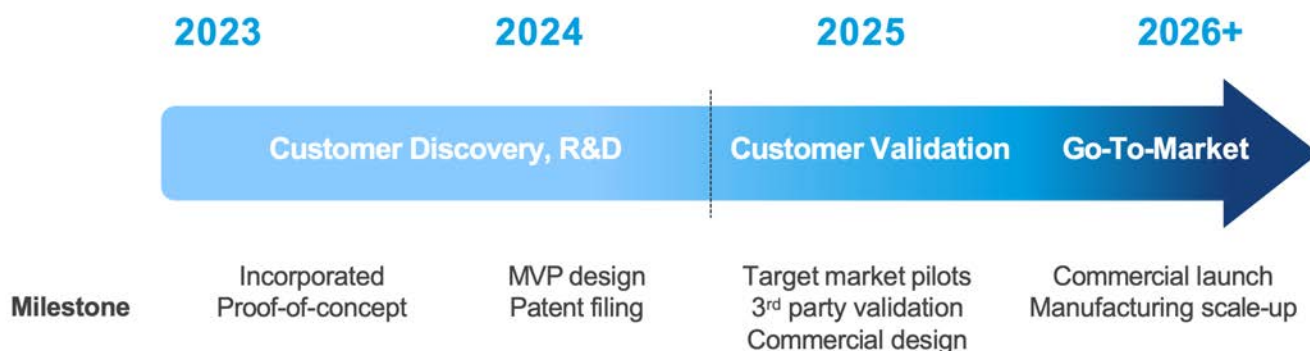 2023 2024 2025 2026+
Customer Discovery, R&D Customer Validation Go-To-Market
Incorporated MVP design Target market pilots Commercial launch
Milestone Proof-of-concept Patent filing 3rd party validation Manufacturing scale-up
Commercial design